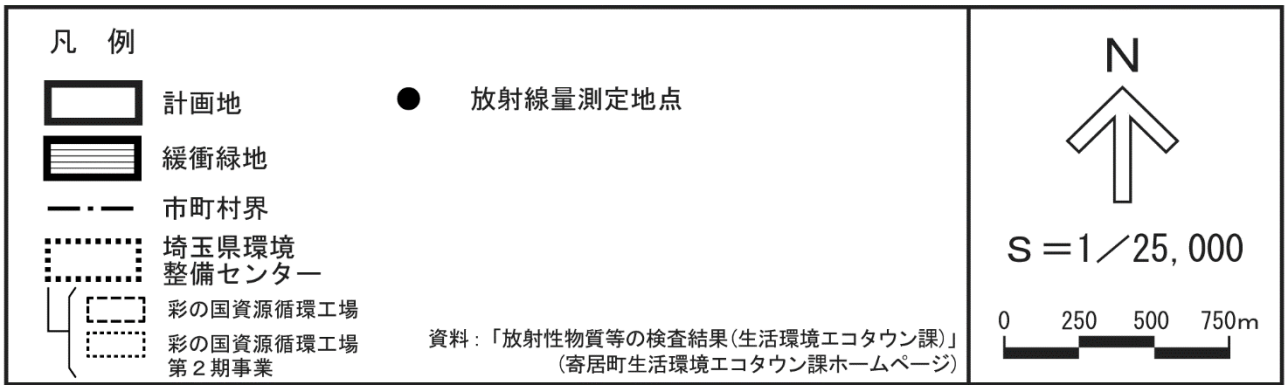 凡 例
計画地
緩衝緑地
市町村界
埼玉県環境
整備センター
彩の国資源循環工場
彩の国資源循環工場
第2期事業
● 放射線量測定地点
資料:「放射性物質等の検査結果(生活環境エコタウン課)」
(寄居町生活環境エコタウン課ホームページ)
N
S=1/25,000
0 250 500 750m